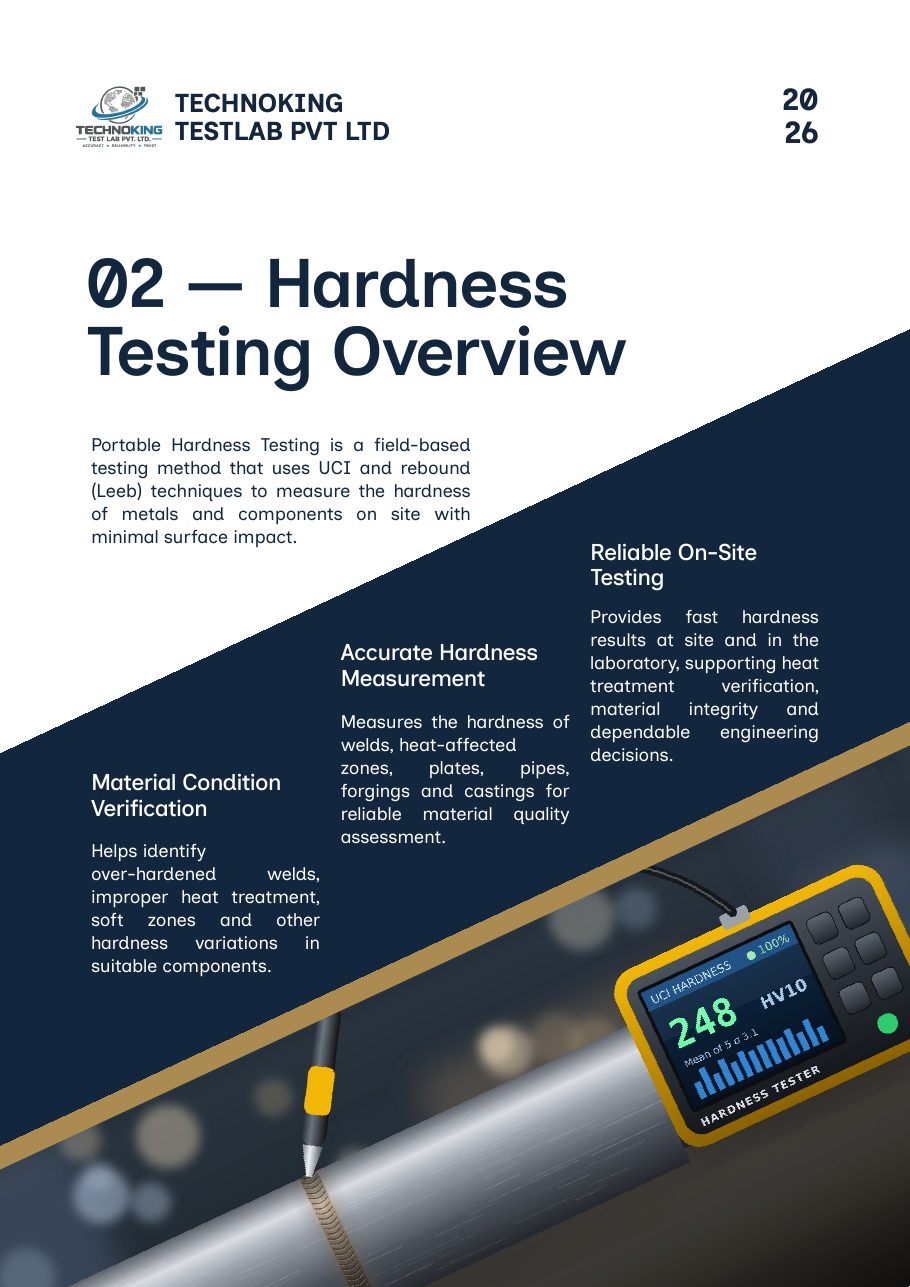 TECHNOKING
TEST LAB PVT. LTD.
ACCURACY • RELIABILITY • TRUST
TECHNOKING
TESTLAB PVT LTD
20
26
02 — Hardness
Testing Overview
Portable Hardness Testing is a field-based
testing method that uses UCI and rebound
(Leeb) techniques to measure the hardness
of metals and components on site with
minimal surface impact.
Reliable On-Site
Testing
Provides fast hardness
results at site and in the
laboratory, supporting heat
treatment verification,
material integrity and
dependable engineering
decisions.
Accurate Hardness
Measurement
Measures the hardness of
welds, heat-affected
zones, plates, pipes,
forgings and castings for
reliable material quality
assessment.
Material Condition
Verification
Helps identify
over-hardened welds,
improper heat treatment,
soft zones and other
hardness variations in
suitable components.
UCI HARDNESS
100%
248
HV10
Mean of 5 σ 3.1
HARDNESS TESTER